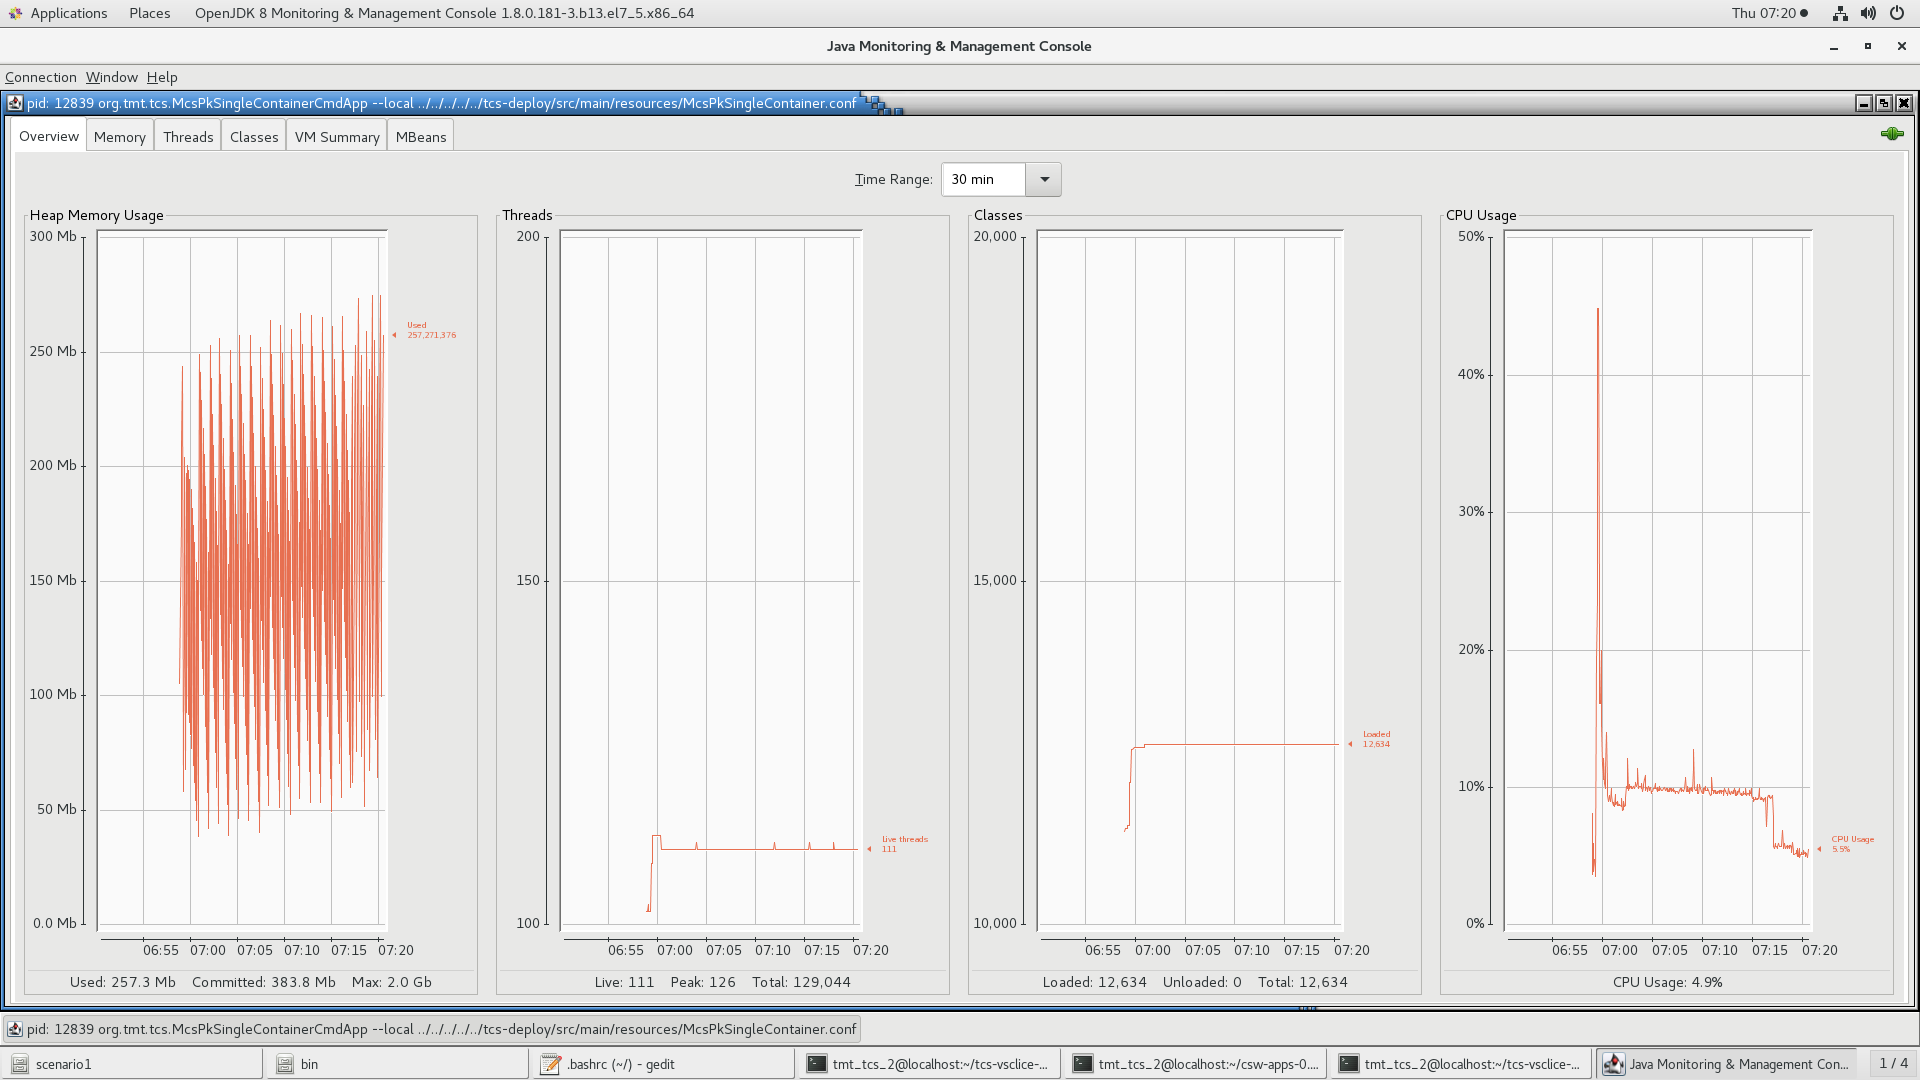 Applications Places OpenJDK 8 Monitoring & Management Console 1.8.0.181-3.b13.el7_5.x86_64 Thu 07:20
Java Monitoring & Management Console
Connection Window Help
pid: 12839 org.tmt.tcs.McsPkSingleContainerCmdApp --local ../../../../../tcs-deploy/src/main/resources/McsPkSingleContainer.conf
Overview Memory Threads Classes VM Summary MBeans
Time Range: 30 min
Heap Memory Usage
300 Mb
250 Mb
200 Mb
150 Mb
100 Mb
50 Mb
0.0 Mb
Used
257,271,376
06:55 07:00 07:05 07:10 07:15 07:20
Used: 257.3 Mb Committed: 383.8 Mb Max: 2.0 Gb
Threads
200
150
100
Live threads
111
06:55 07:00 07:05 07:10 07:15 07:20
Live: 111 Peak: 126 Total: 129,044
Classes
20,000
15,000
10,000
Loaded
12,634
06:55 07:00 07:05 07:10 07:15 07:20
Loaded: 12,634 Unloaded: 0 Total: 12,634
CPU Usage
50%
40%
30%
20%
10%
0%
CPU Usage
5.5%
06:55 07:00 07:05 07:10 07:15 07:20
CPU Usage: 4.9%
pid: 12839 org.tmt.tcs.McsPkSingleContainerCmdApp --local ../../../../../tcs-deploy/src/main/resources/McsPkSingleContainer.conf
scenario1 bin .bashrc (~/) - gedit tmt_tcs_2@localhost:~/tcs-vsclice-... tmt_tcs_2@localhost:~/csw-apps-0.... tmt_tcs_2@localhost:~/tcs-vsclice-... Java Monitoring & Management Con... 1 / 4